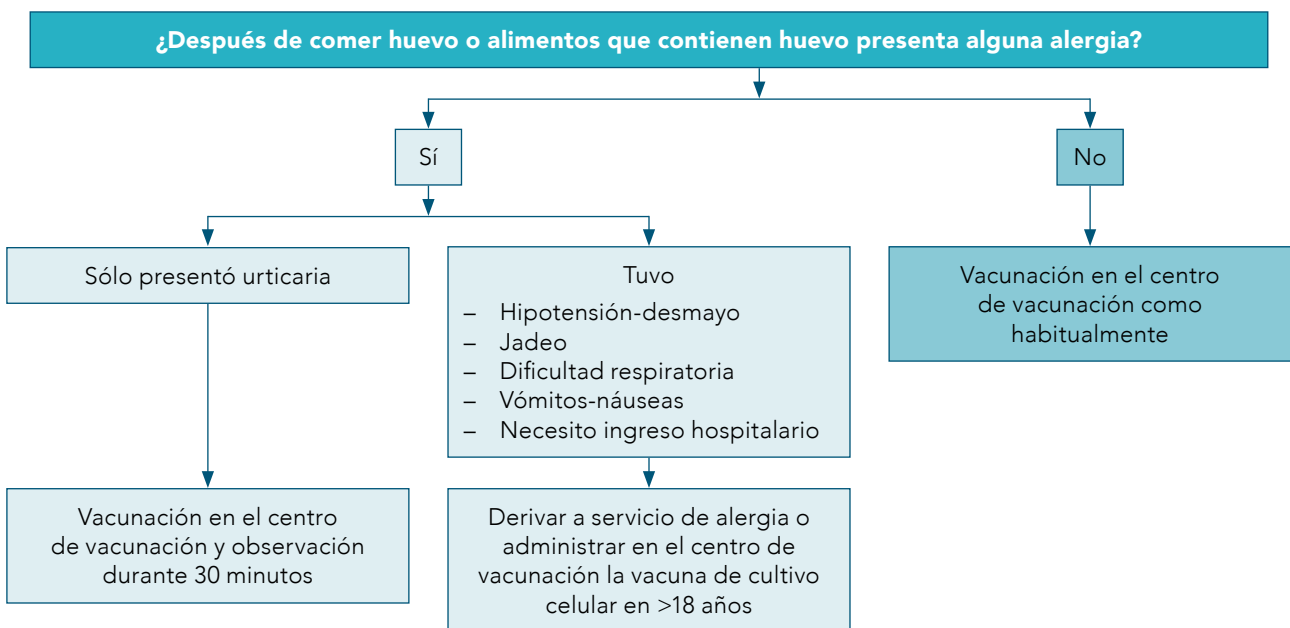 ¿Después de comer huevo o alimentos que contienen huevo presenta alguna alergia?
Sí
No
Sólo presentó urticaria
Tuvo
– Hipotensión-desmayo
– Jadeo
– Dificultad respiratoria
– Vómitos-náuseas
– Necesito ingreso hospitalario
Vacunación en el centro
de vacunación como
habitualmente
Vacunación en el centro
de vacunación y observación
durante 30 minutos
Derivar a servicio de alergia o
administrar en el centro de
vacunación la vacuna de cultivo
celular en >18 años